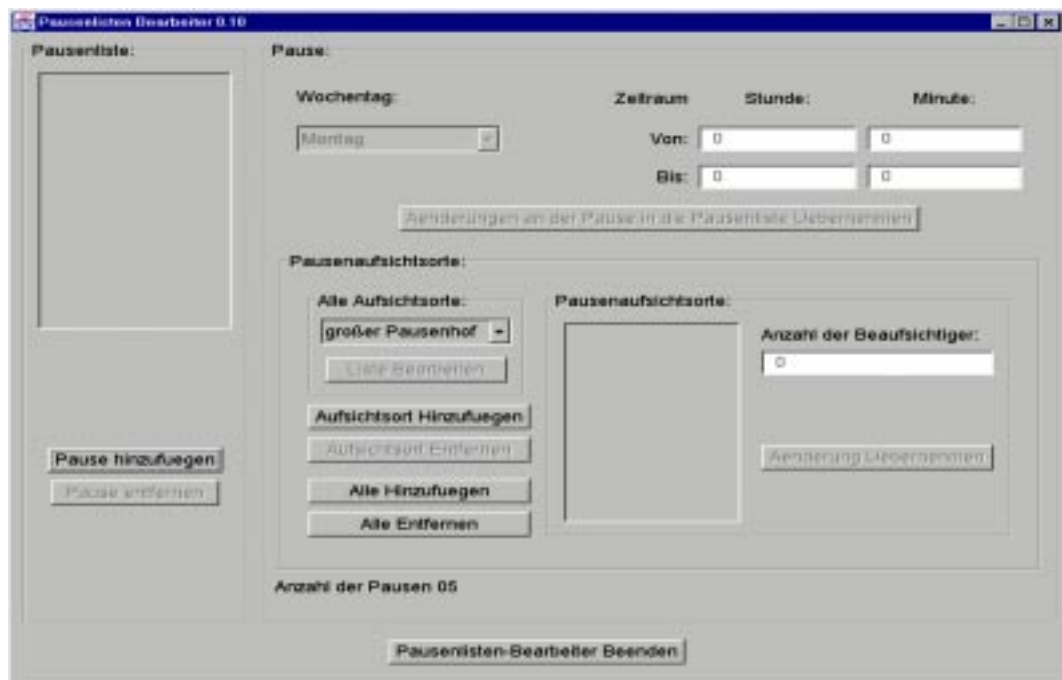 Pausenlisten Bearbeiter 0.10
Pausenliste:
Pause:
Wochentag:
Zeitraum Stunde: Minute:
Montag
Von: 0 0
Bis: 0 0
Aenderungen an der Pause in die Pausenliste Uebernehmen
Pausenaufsichtsorte:
Alle Aufsichtsorte:
Pausenaufsichtsorte:
großer Pausenhof
Anzahl der Beaufsichtiger:
0
Liste Bearbeiten
Aufsichtsort Hinzufuegen
Aufsichtsort Entfernen
Aenderung Uebernehmen
Pause hinzufuegen
Pause entfernen
Alle Hinzufuegen
Alle Entfernen
Anzahl der Pausen 05
Pausenlisten-Bearbeiter Beenden